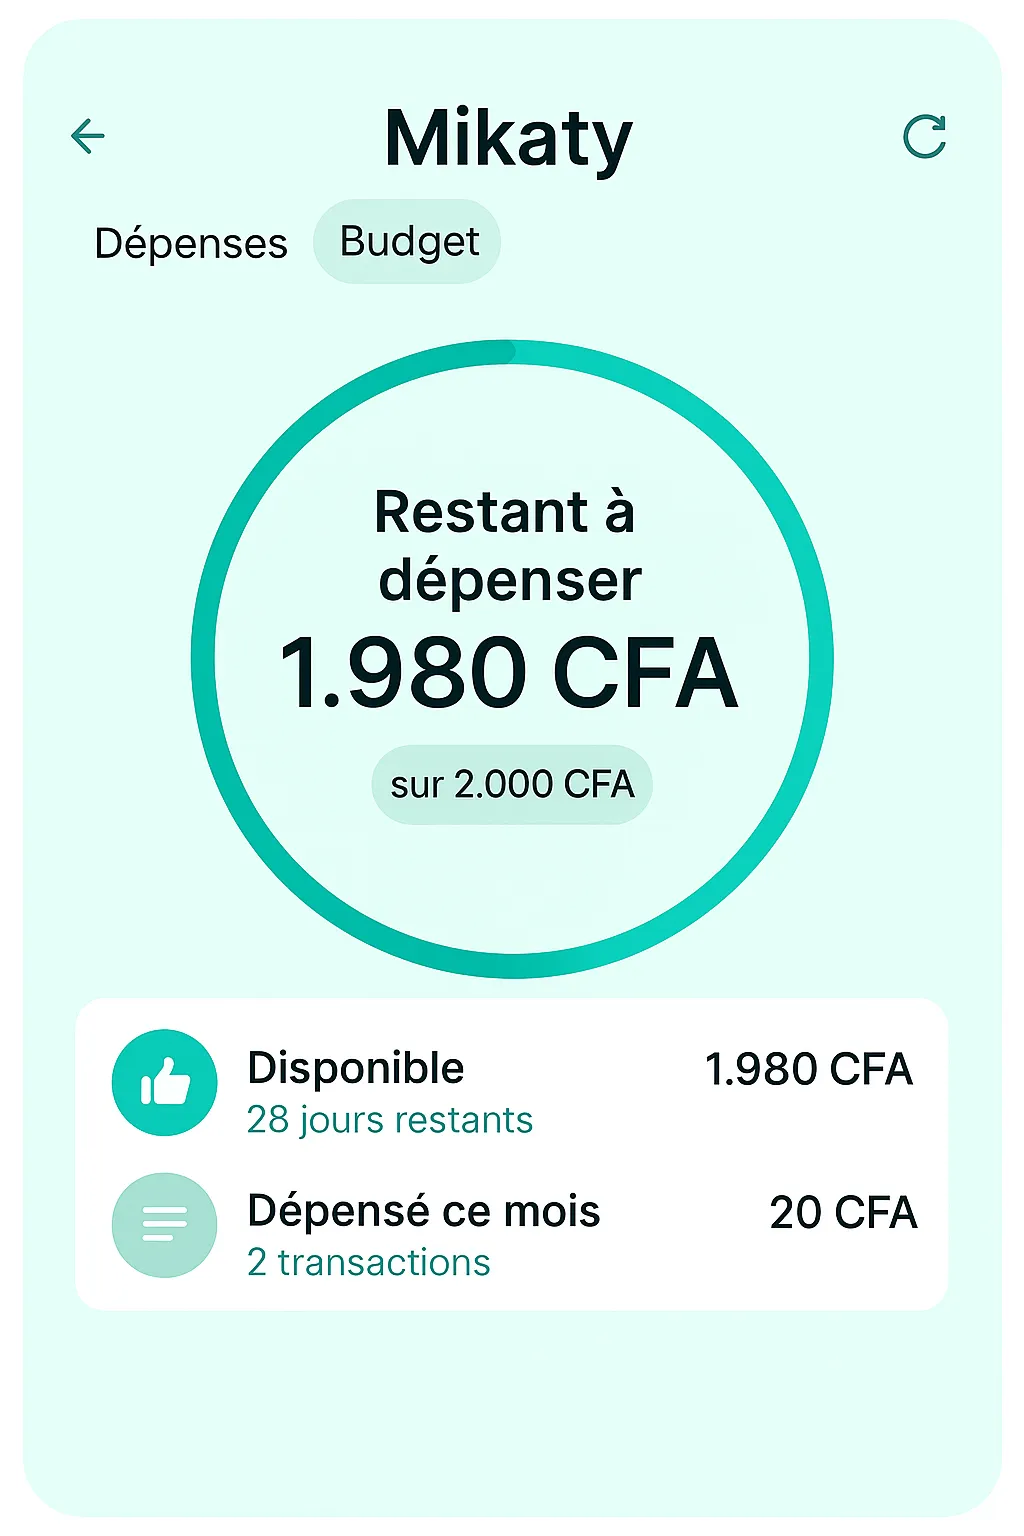 Mikaty
Dépenses Budget
Restant à
dépenser
1.980 CFA
sur 2.000 CFA
Disponible 1.980 CFA
28 jours restants
Dépensé ce mois 20 CFA
2 transactions